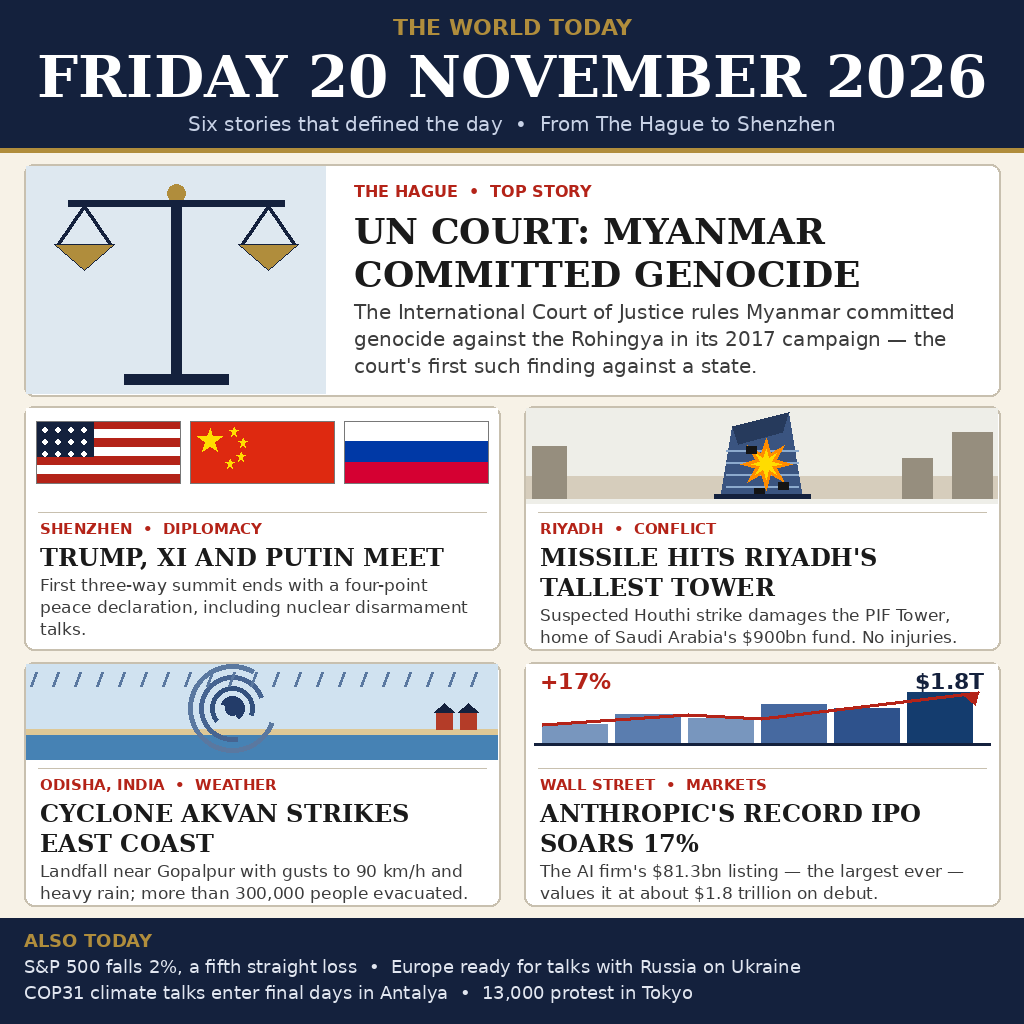 THE WORLD TODAY
FRIDAY 20 NOVEMBER 2026
Six stories that defined the day • From The Hague to Shenzhen
THE HAGUE • TOP STORY
UN COURT: MYANMAR
COMMITTED GENOCIDE
The International Court of Justice rules Myanmar committed
genocide against the Rohingya in its 2017 campaign — the
court's first such finding against a state.
SHENZHEN • DIPLOMACY
TRUMP, XI AND PUTIN MEET
First three-way summit ends with a four-point
peace declaration, including nuclear disarmament
talks.
RIYADH • CONFLICT
MISSILE HITS RIYADH'S
TALLEST TOWER
Suspected Houthi strike damages the PIF Tower,
home of Saudi Arabia's $900bn fund. No injuries.
ODISHA, INDIA • WEATHER
CYCLONE AKVAN STRIKES
EAST COAST
Landfall near Gopalpur with gusts to 90 km/h and
heavy rain; more than 300,000 people evacuated.
+17%
$1.8T
WALL STREET • MARKETS
ANTHROPIC'S RECORD IPO
SOARS 17%
The AI firm's $81.3bn listing — the largest ever —
values it at about $1.8 trillion on debut.
ALSO TODAY
S&P 500 falls 2%, a fifth straight loss • Europe ready for talks with Russia on Ukraine
COP31 climate talks enter final days in Antalya • 13,000 protest in Tokyo